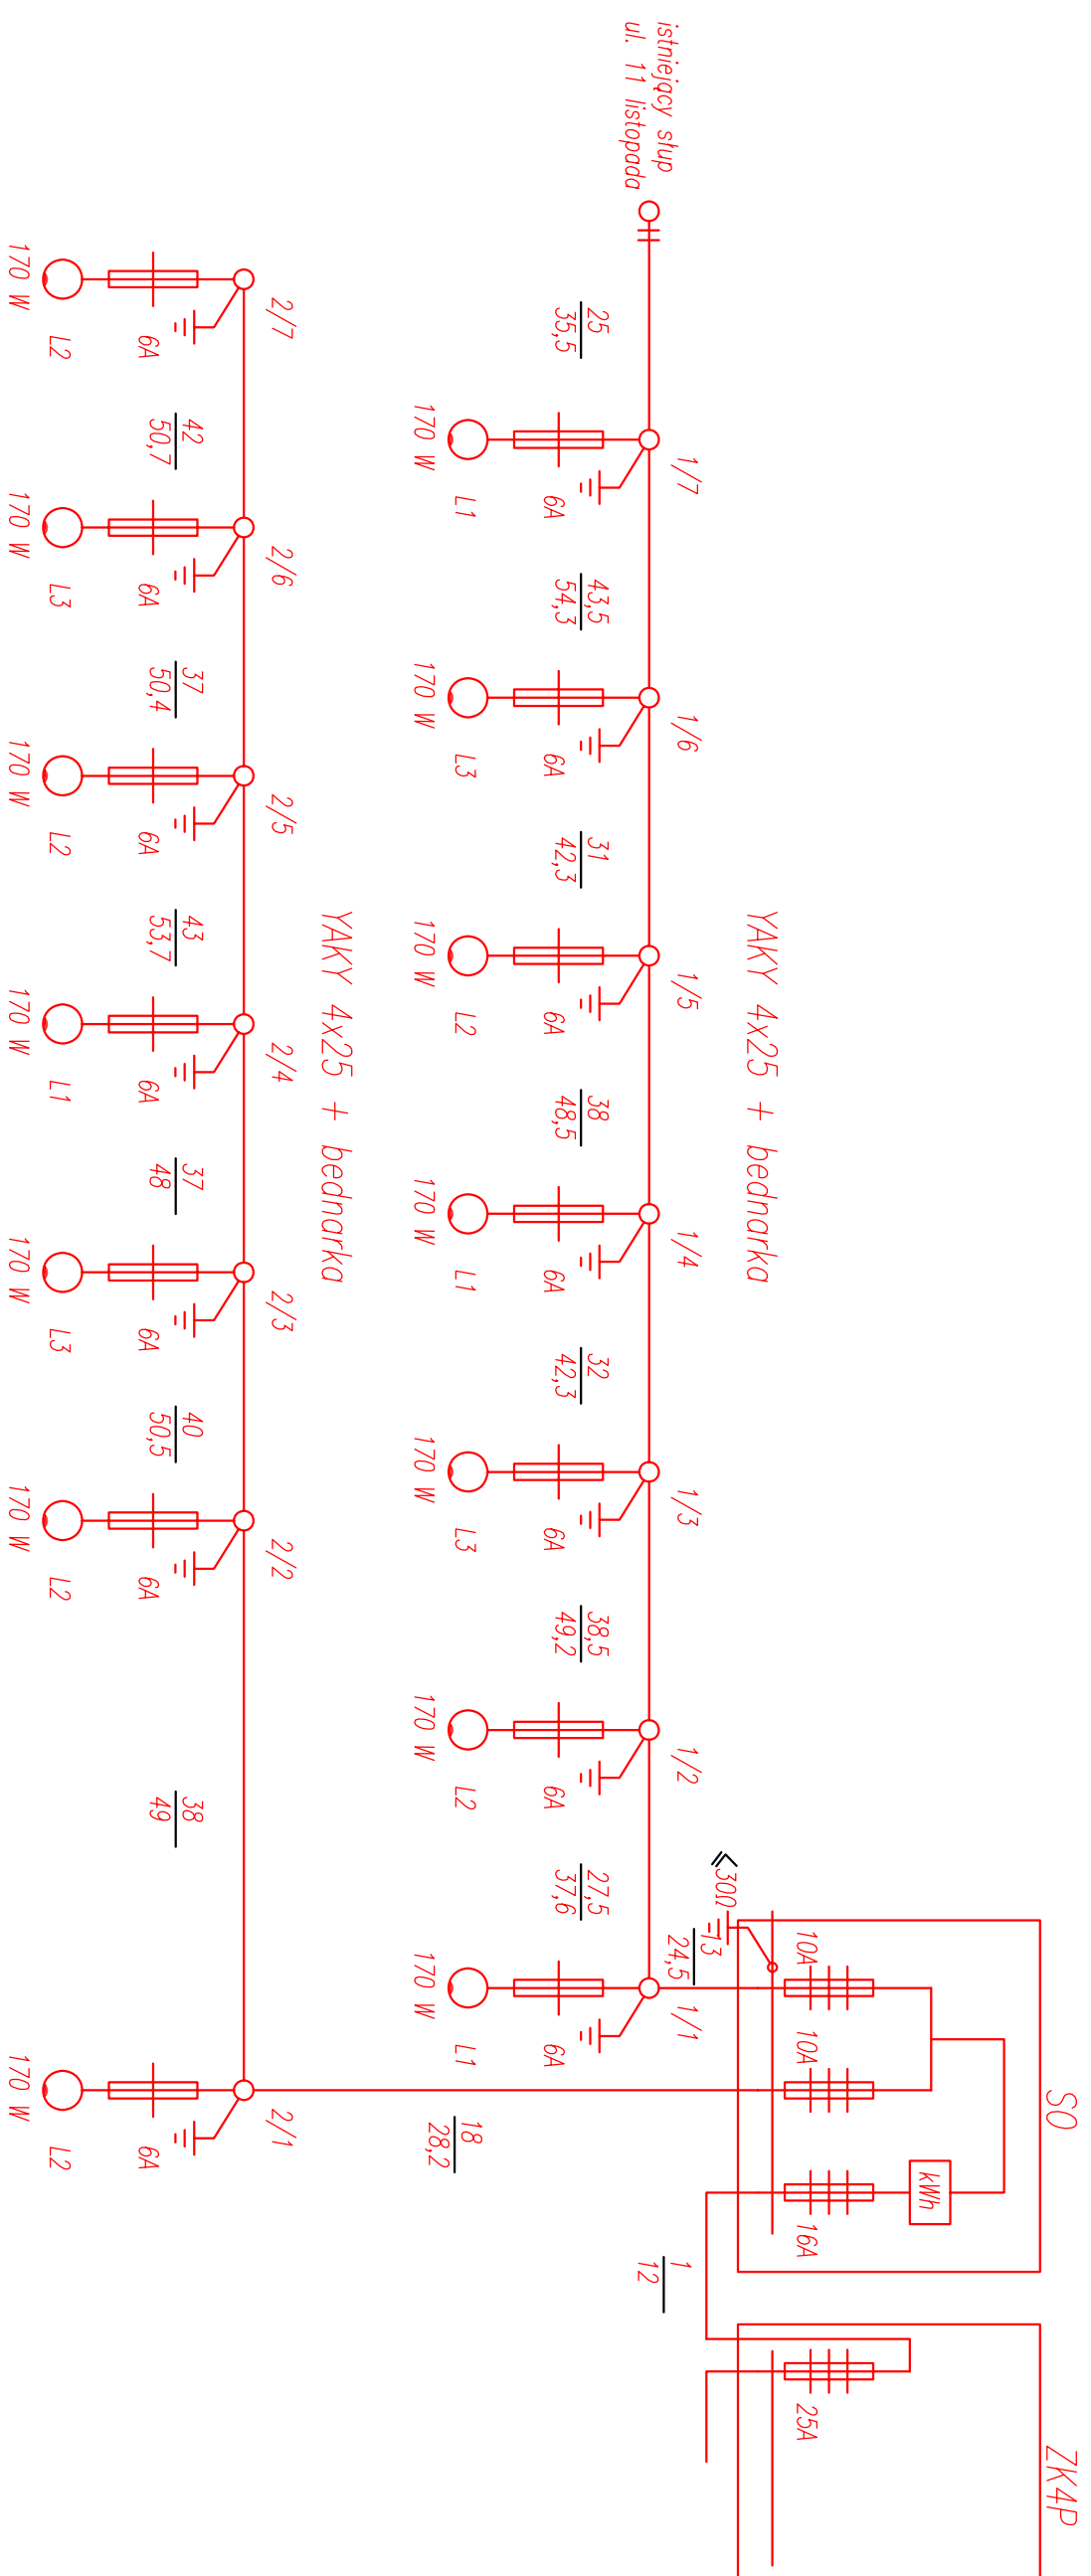 SO
ZK4P
kWh
10A
10A
16A
25A
≤30Ω
13
24,5
1
12
18
28,2
YAKY 4x25 + bednarka
istniejący słup
ul. 11 listopada
1/7
1/6
1/5
1/4
1/3
1/2
1/1
25
35,5
43,5
54,3
31
42,3
38
48,5
32
42,3
38,5
49,2
27,5
37,6
6A
6A
6A
6A
6A
6A
6A
L1
L3
L2
L1
L3
L2
L1
170 W
170 W
170 W
170 W
170 W
170 W
170 W
YAKY 4x25 + bednarka
2/7
2/6
2/5
2/4
2/3
2/2
2/1
42
50,7
37
50,4
43
53,7
37
48
40
50,5
38
49
6A
6A
6A
6A
6A
6A
6A
L2
L3
L2
L1
L3
L2
L2
170 W
170 W
170 W
170 W
170 W
170 W
170 W